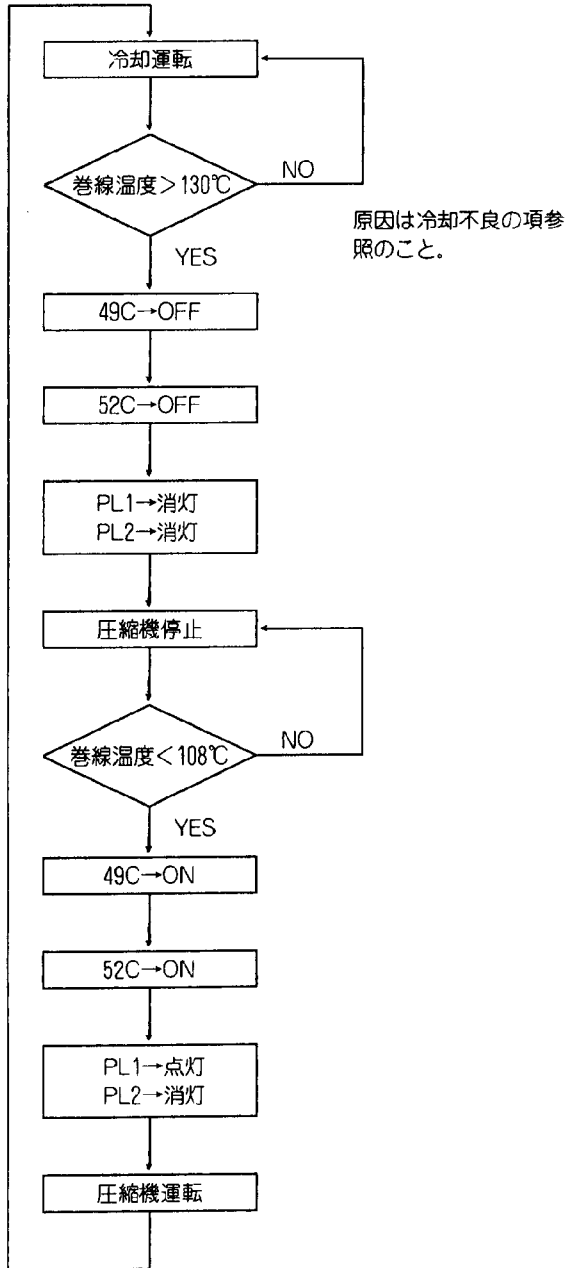 冷却運転
巻線温度>130℃
NO
原因は冷却不良の項参
照のこと。
YES
49C→OFF
52C→OFF
PL1→消灯
PL2→消灯
圧縮機停止
巻線温度<108℃
NO
YES
49C→ON
52C→ON
PL1→点灯
PL2→消灯
圧縮機運転